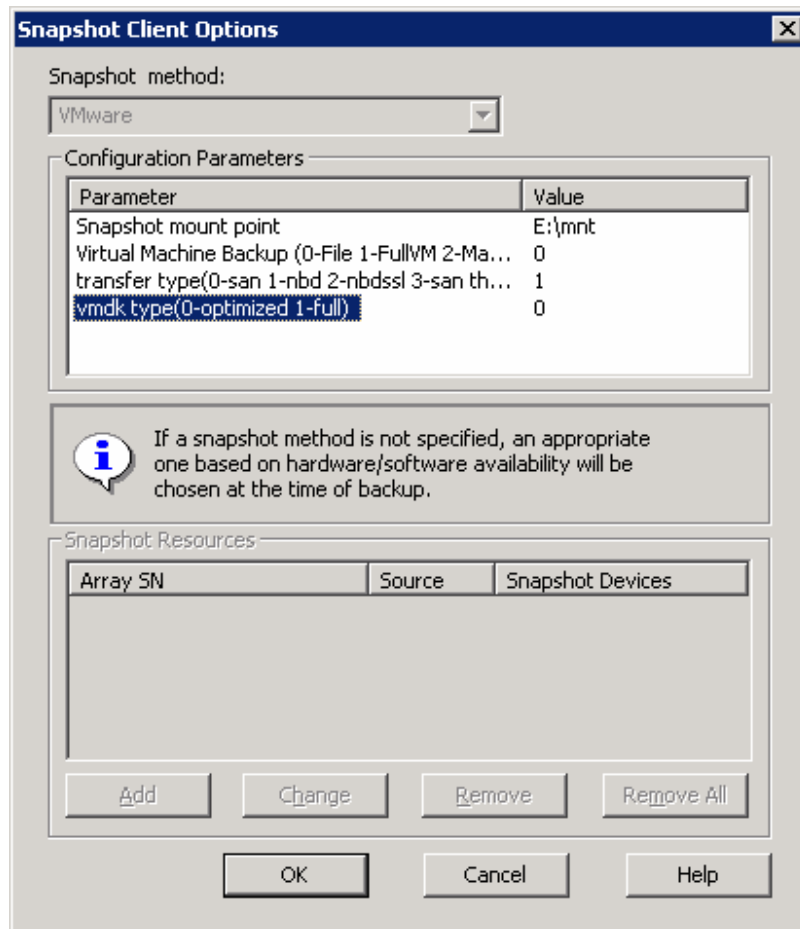 Snapshot Client Options
Snapshot method:
VMware
Configuration Parameters
Parameter Value
Snapshot mount point E:\mnt
Virtual Machine Backup (0-File 1-FullVM 2-Ma... 0
transfer type(0-san 1-nbd 2-nbdssl 3-san th... 1
vmdk type(0-optimized 1-full) 0
If a snapshot method is not specified, an appropriate
one based on hardware/software availability will be
chosen at the time of backup.
Snapshot Resources
Array SN Source Snapshot Devices
Add Change Remove Remove All
OK Cancel Help